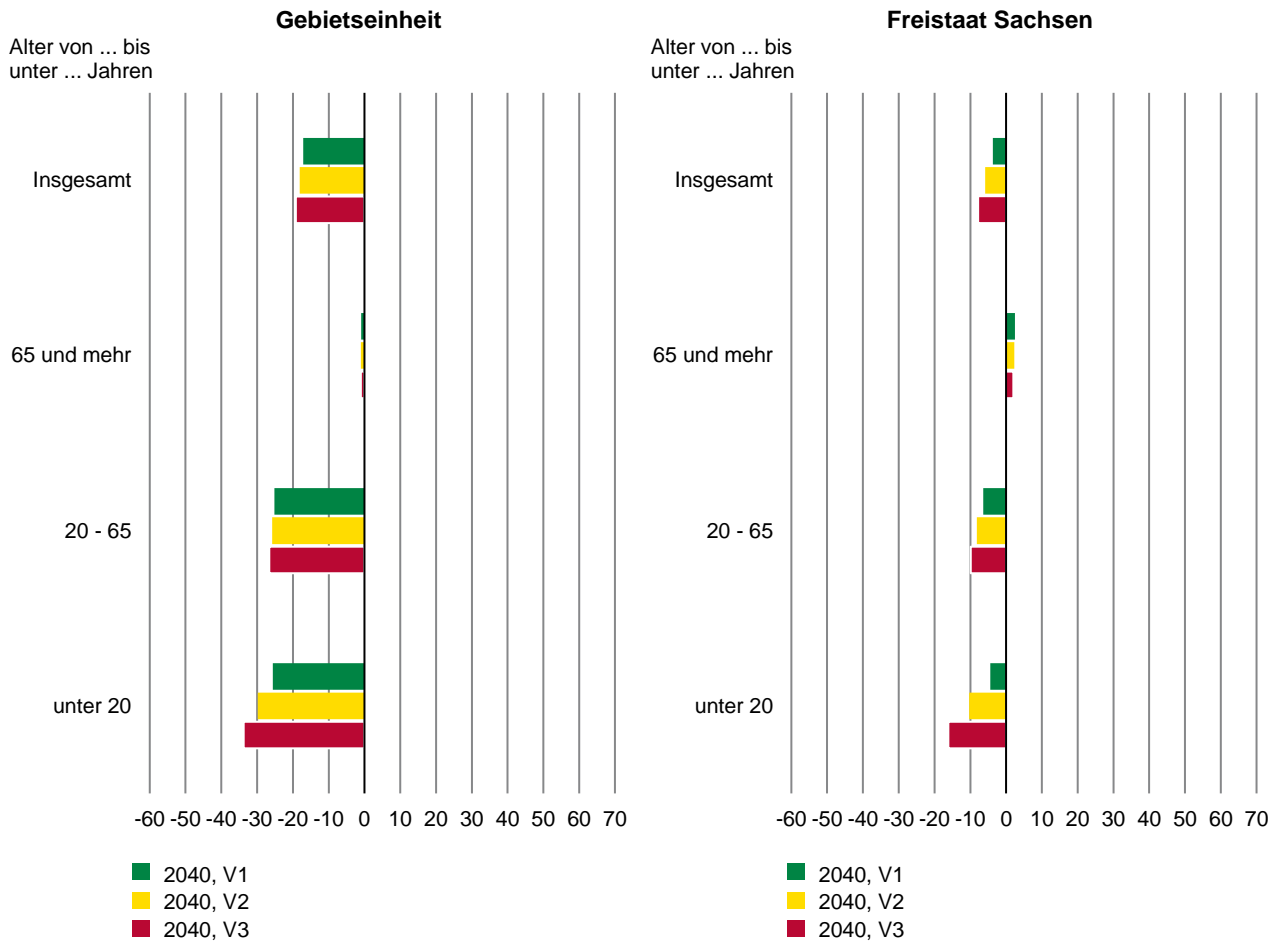 Gebietseinheit
Alter von ... bis
unter ... Jahren
Insgesamt
65 und mehr
20 - 65
unter 20
-60 -50 -40 -30 -20 -10 0 10 20 30 40 50 60 70
2040, V1
2040, V2
2040, V3
Freistaat Sachsen
Alter von ... bis
unter ... Jahren
Insgesamt
65 und mehr
20 - 65
unter 20
-60 -50 -40 -30 -20 -10 0 10 20 30 40 50 60 70
2040, V1
2040, V2
2040, V3